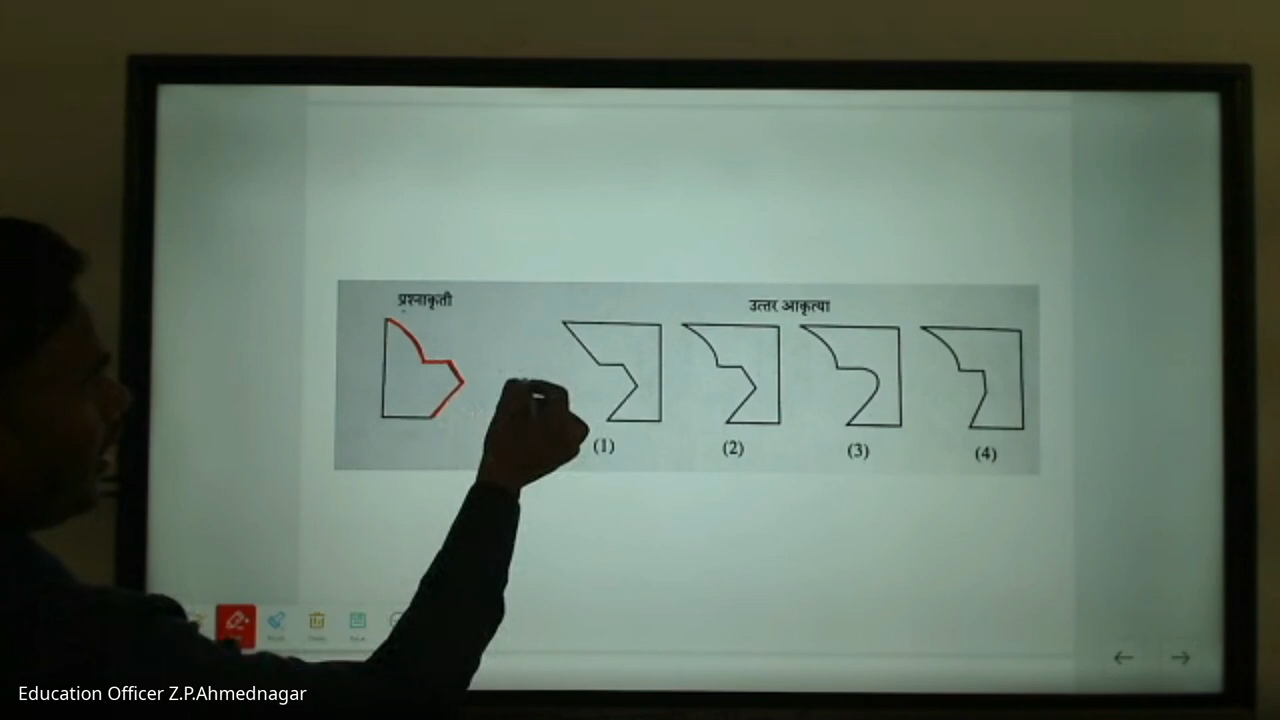 प्रश्नाकृती
उत्तर आकृत्या
(1) (2) (3) (4)
Education Officer Z.P.Ahmednagar